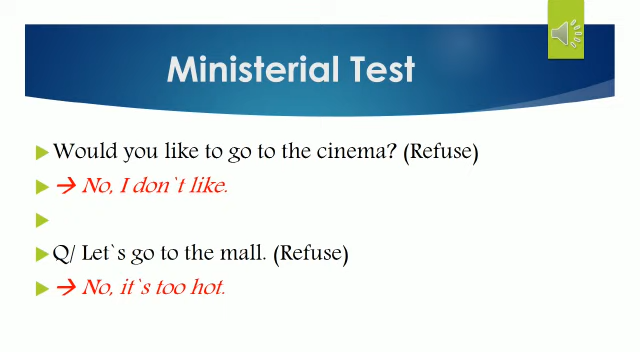 Ministerial Test
Would you like to go to the cinema? (Refuse)
→ No, I don`t like.
Q/ Let`s go to the mall. (Refuse)
→ No, it`s too hot.